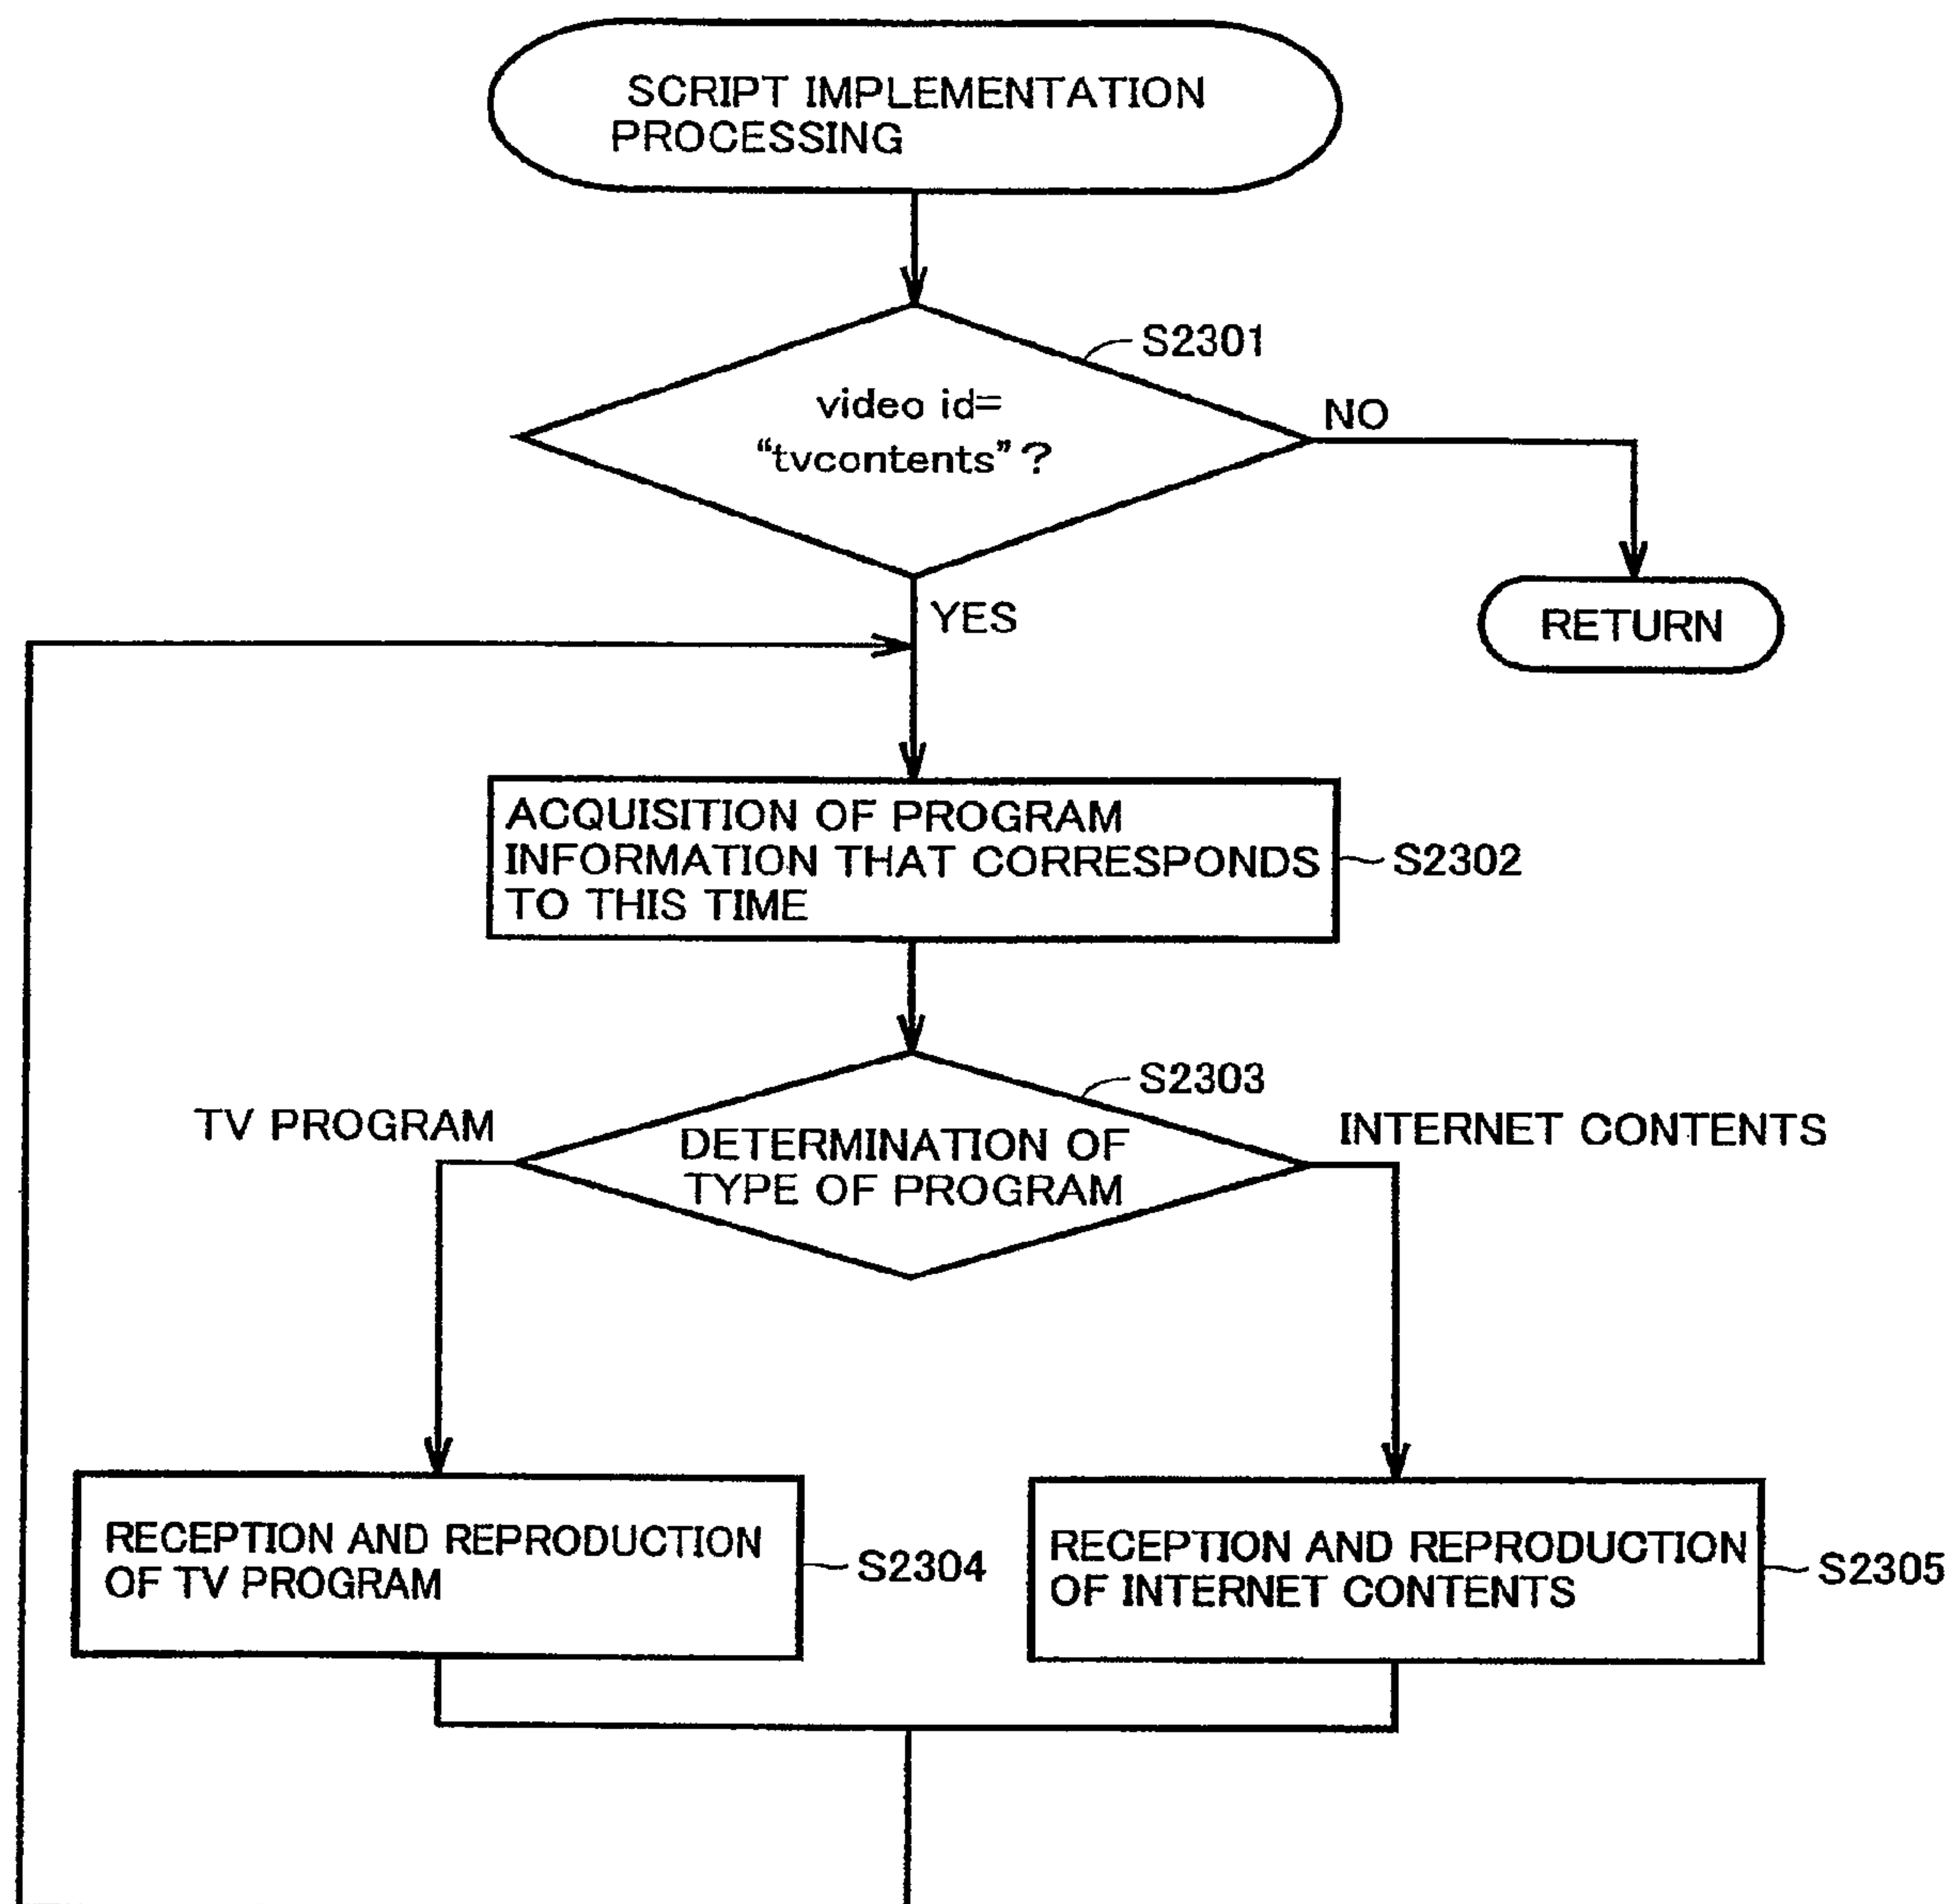 SCRIPT IMPLEMENTATION
PROCESSING
S2301
video id=
“tvcontents”?
NO
YES
RETURN
ACQUISITION OF PROGRAM
INFORMATION THAT CORRESPONDS
TO THIS TIME
S2302
S2303
TV PROGRAM
DETERMINATION OF
TYPE OF PROGRAM
INTERNET CONTENTS
RECEPTION AND REPRODUCTION
OF TV PROGRAM
S2304
RECEPTION AND REPRODUCTION
OF INTERNET CONTENTS
S2305